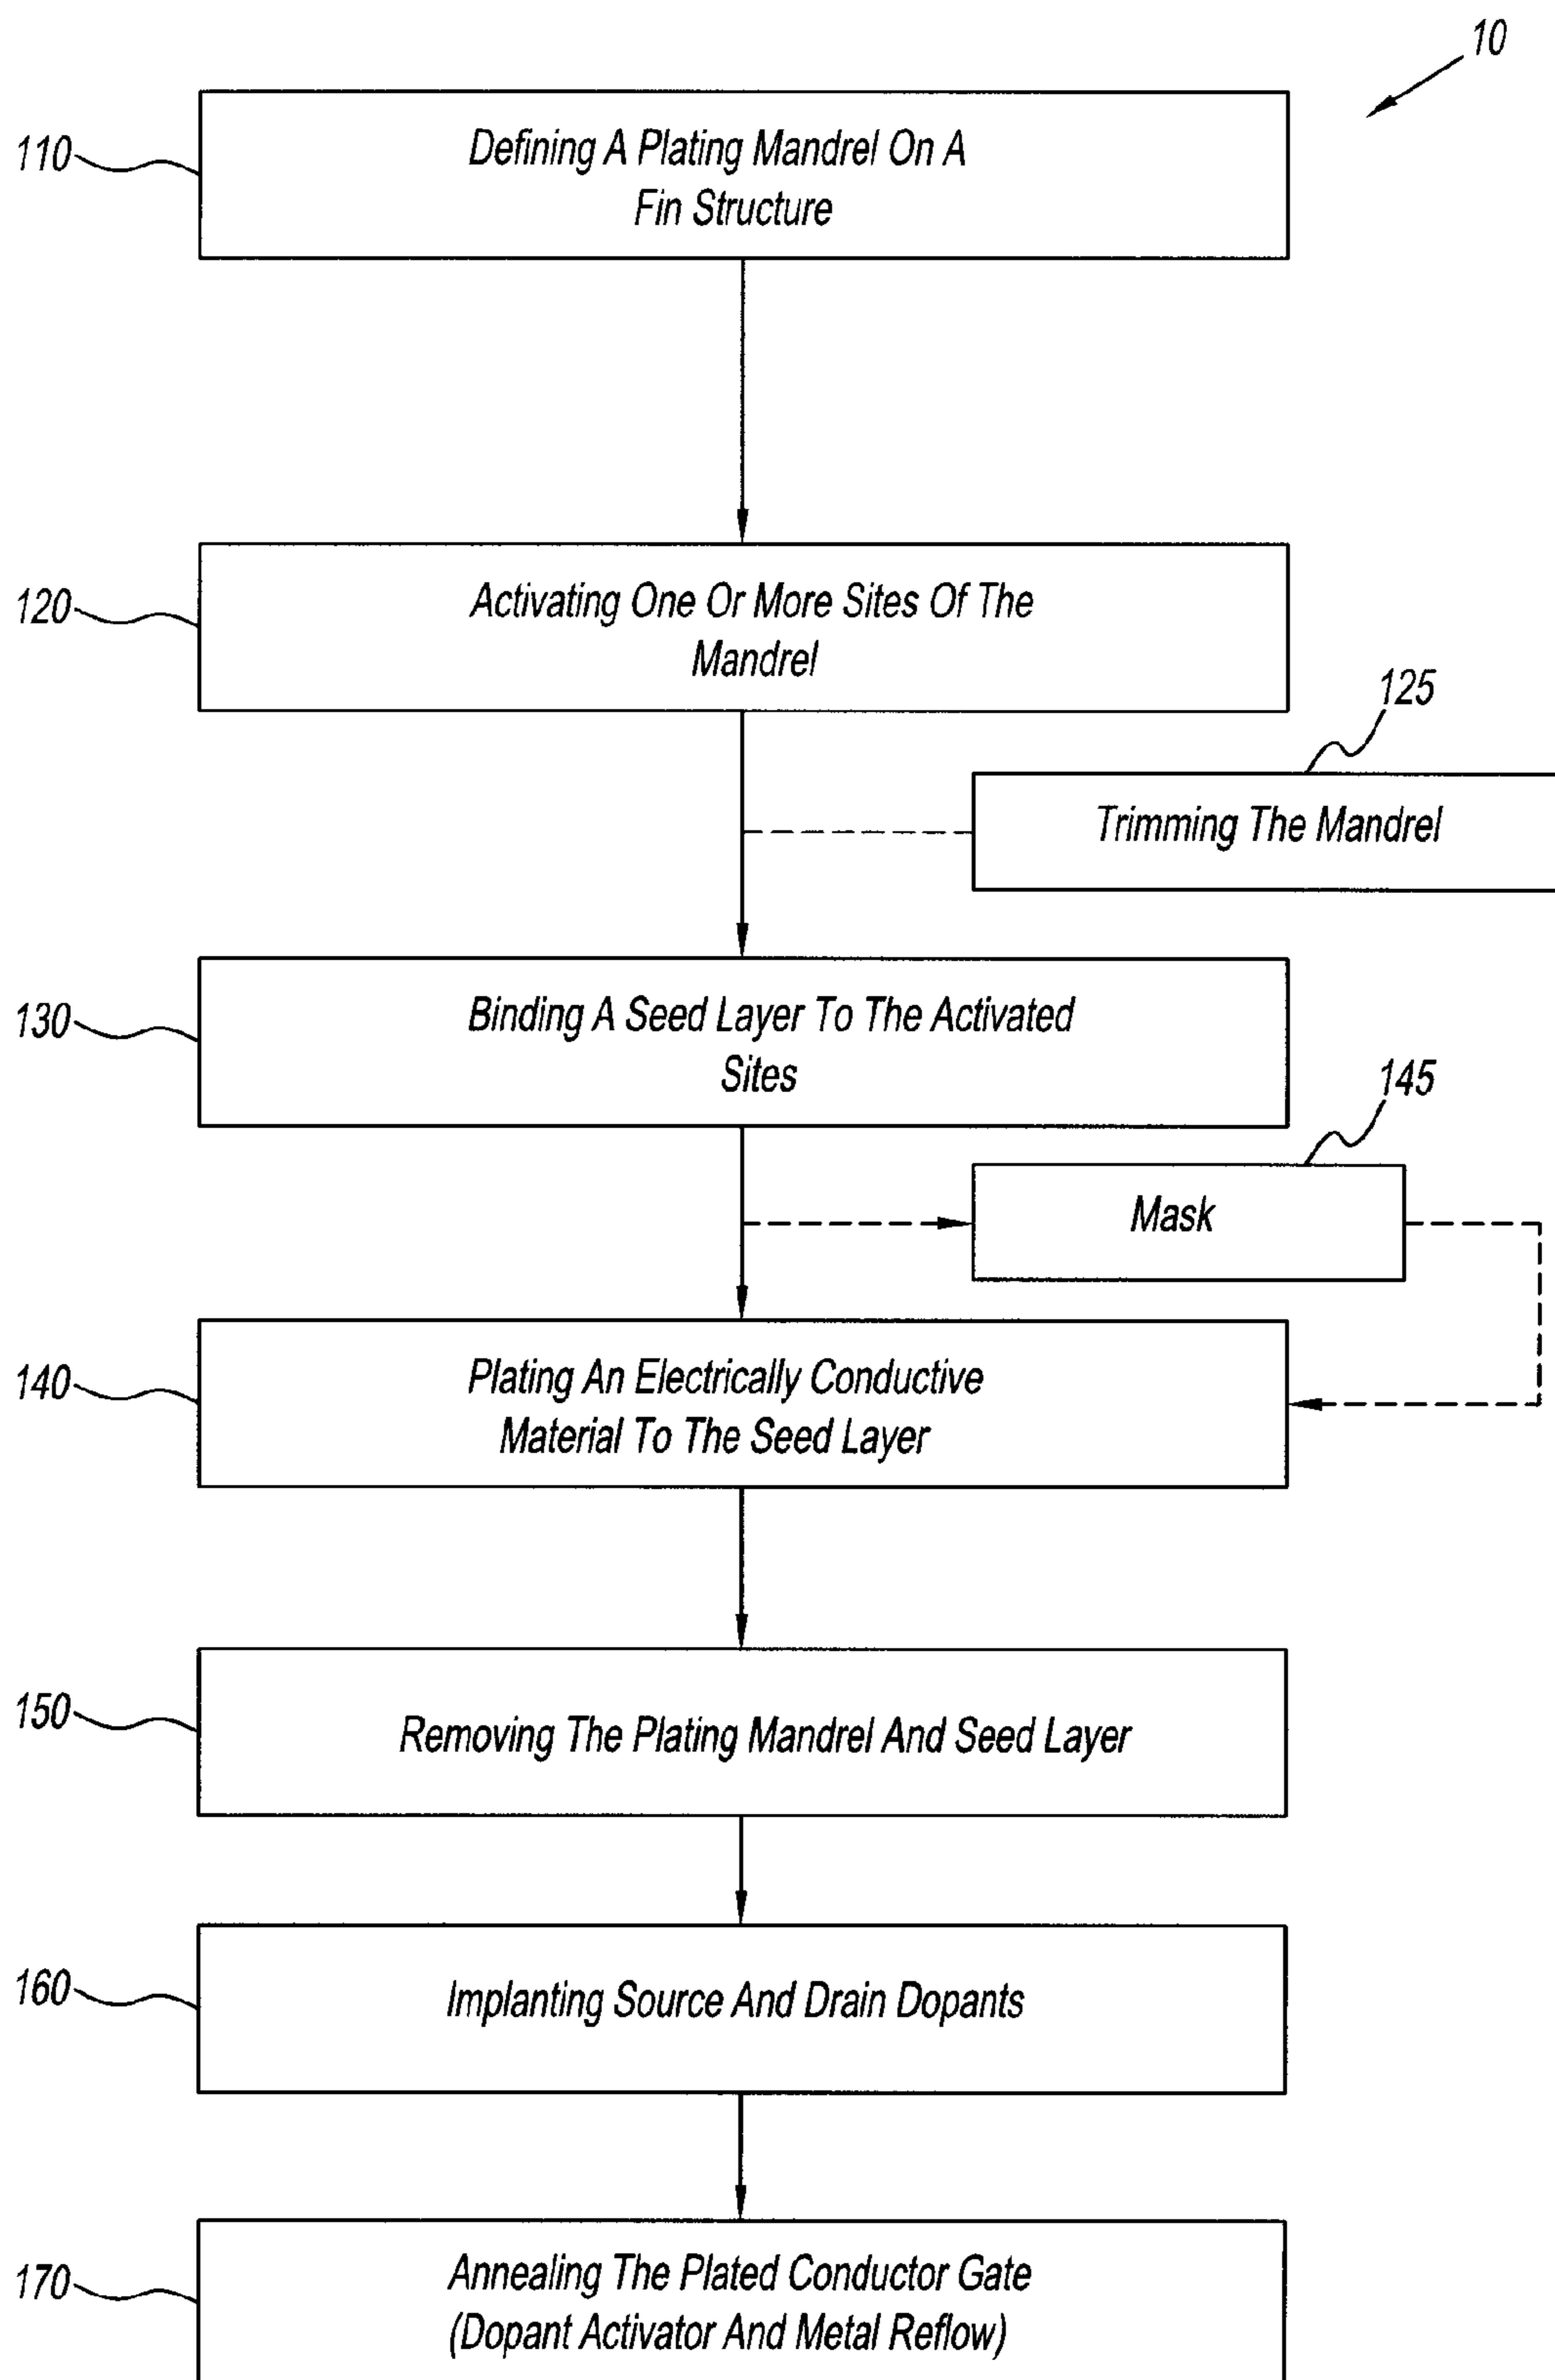 10
110
Defining A Plating Mandrel On A
Fin Structure
120
Activating One Or More Sites Of The
Mandrel
125
Trimming The Mandrel
130
Binding A Seed Layer To The Activated
Sites
145
Mask
140
Plating An Electrically Conductive
Material To The Seed Layer
150
Removing The Plating Mandrel And Seed Layer
160
Implanting Source And Drain Dopants
170
Annealing The Plated Conductor Gate
(Dopant Activator And Metal Reflow)